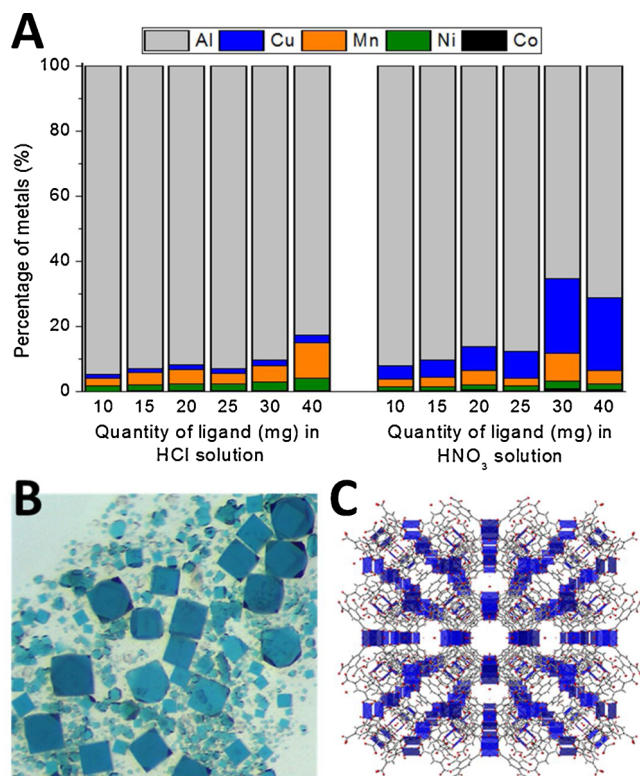 A
Al Cu Mn Ni Co
Percentage of metals (%)
100
80
60
40
20
0
10 15 20 25 30 40
10 15 20 25 30 40
Quantity of ligand (mg) in
HCl solution
Quantity of ligand (mg) in
HNO₃ solution
B
C